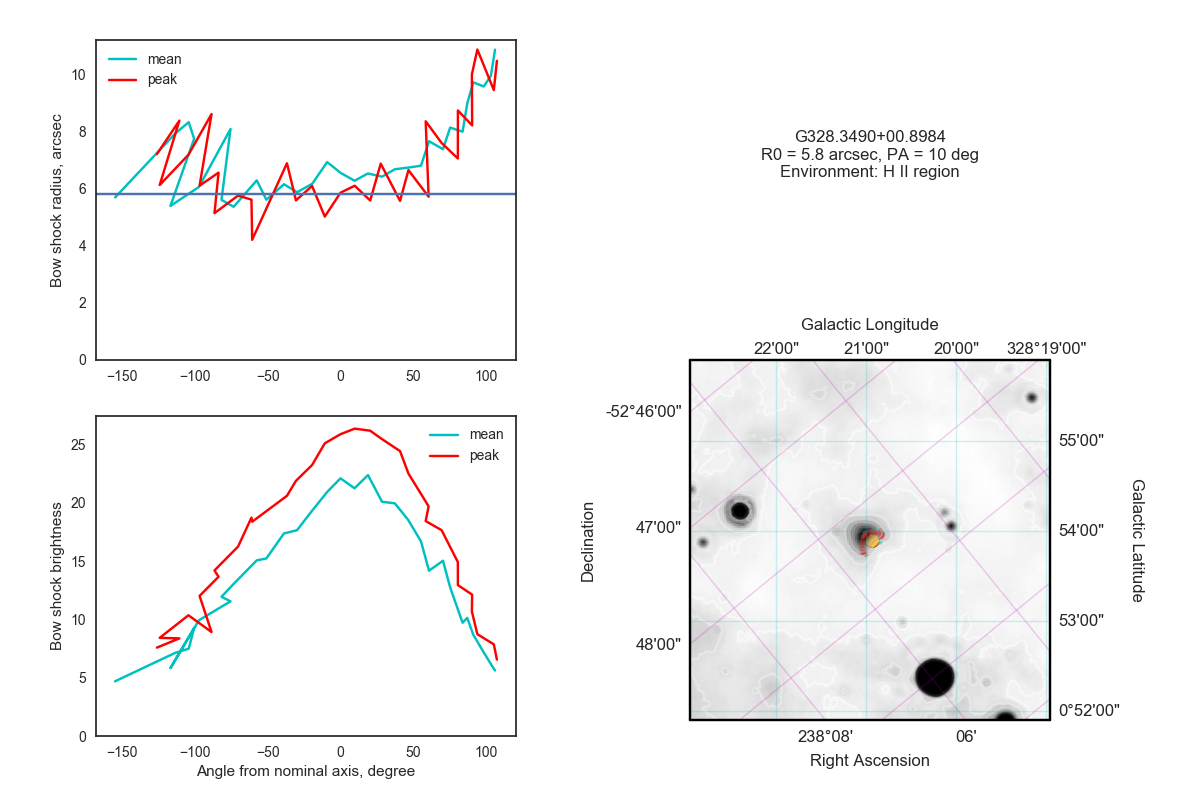 mean
peak
10
8
6
4
2
0
Bow shock radius, arcsec
−150
−100
−50
0
50
100
G328.3490+00.8984
R0 = 5.8 arcsec, PA = 10 deg
Environment: H II region
mean
peak
25
20
15
10
5
0
Bow shock brightness
−150
−100
−50
0
50
100
Angle from nominal axis, degree
Galactic Longitude
22'00"
21'00"
20'00"
328°19'00"
-52°46'00"
47'00"
48'00"
Declination
55'00"
54'00"
53'00"
0°52'00"
Galactic Latitude
238°08'
06'
Right Ascension